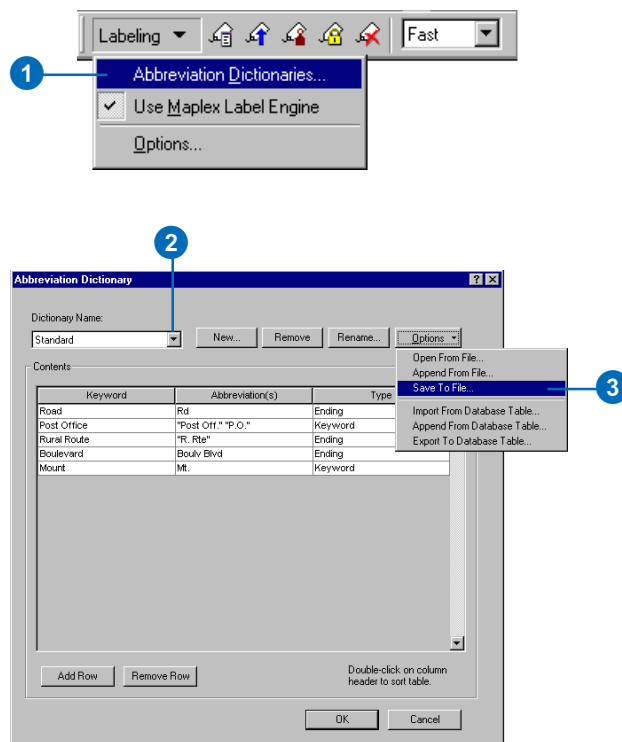 Labeling Fast
1 Abbreviation Dictionaries...
Use Maplex Label Engine
Options...
2
Abbreviation Dictionary
Dictionary Name:
Standard New... Remove Rename... Options
Open From File...
Contents
Append From File...
Save To File... 3
Keyword Abbreviation(s) Type
Import From Database Table...
Road Rd Ending
Append From Database Table...
Post Office "Post Off." "P.O." Keyword
Export To Database Table...
Rural Route "R. Rte" Ending
Boulevard Boulv Blvd Ending
Mount Mt. Keyword
Add Row Remove Row
Double-click on column
header to sort table.
OK Cancel